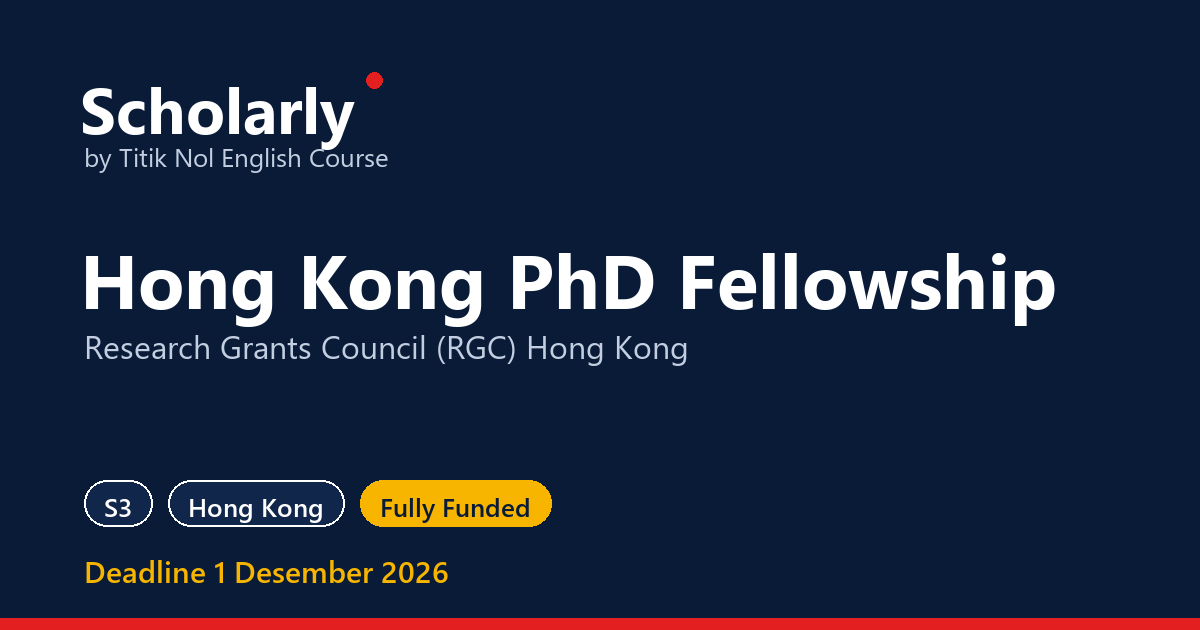 Scholarly
by Titik Nol English Course
Hong Kong PhD Fellowship
Research Grants Council (RGC) Hong Kong
S3 Hong Kong Fully Funded
Deadline 1 Desember 2026